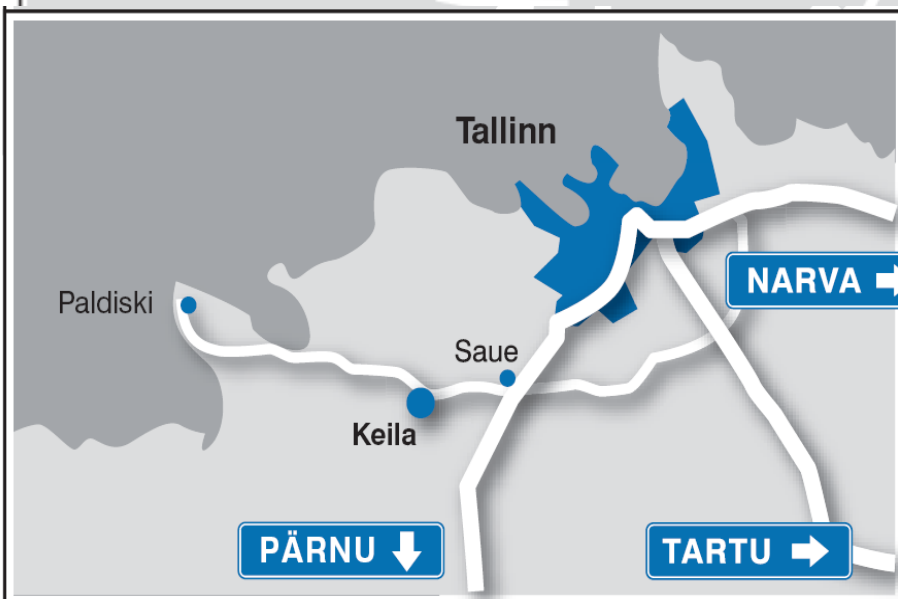 Tallinn
NARVA
Paldiski
Saue
Keila
PÄRNU
TARTU